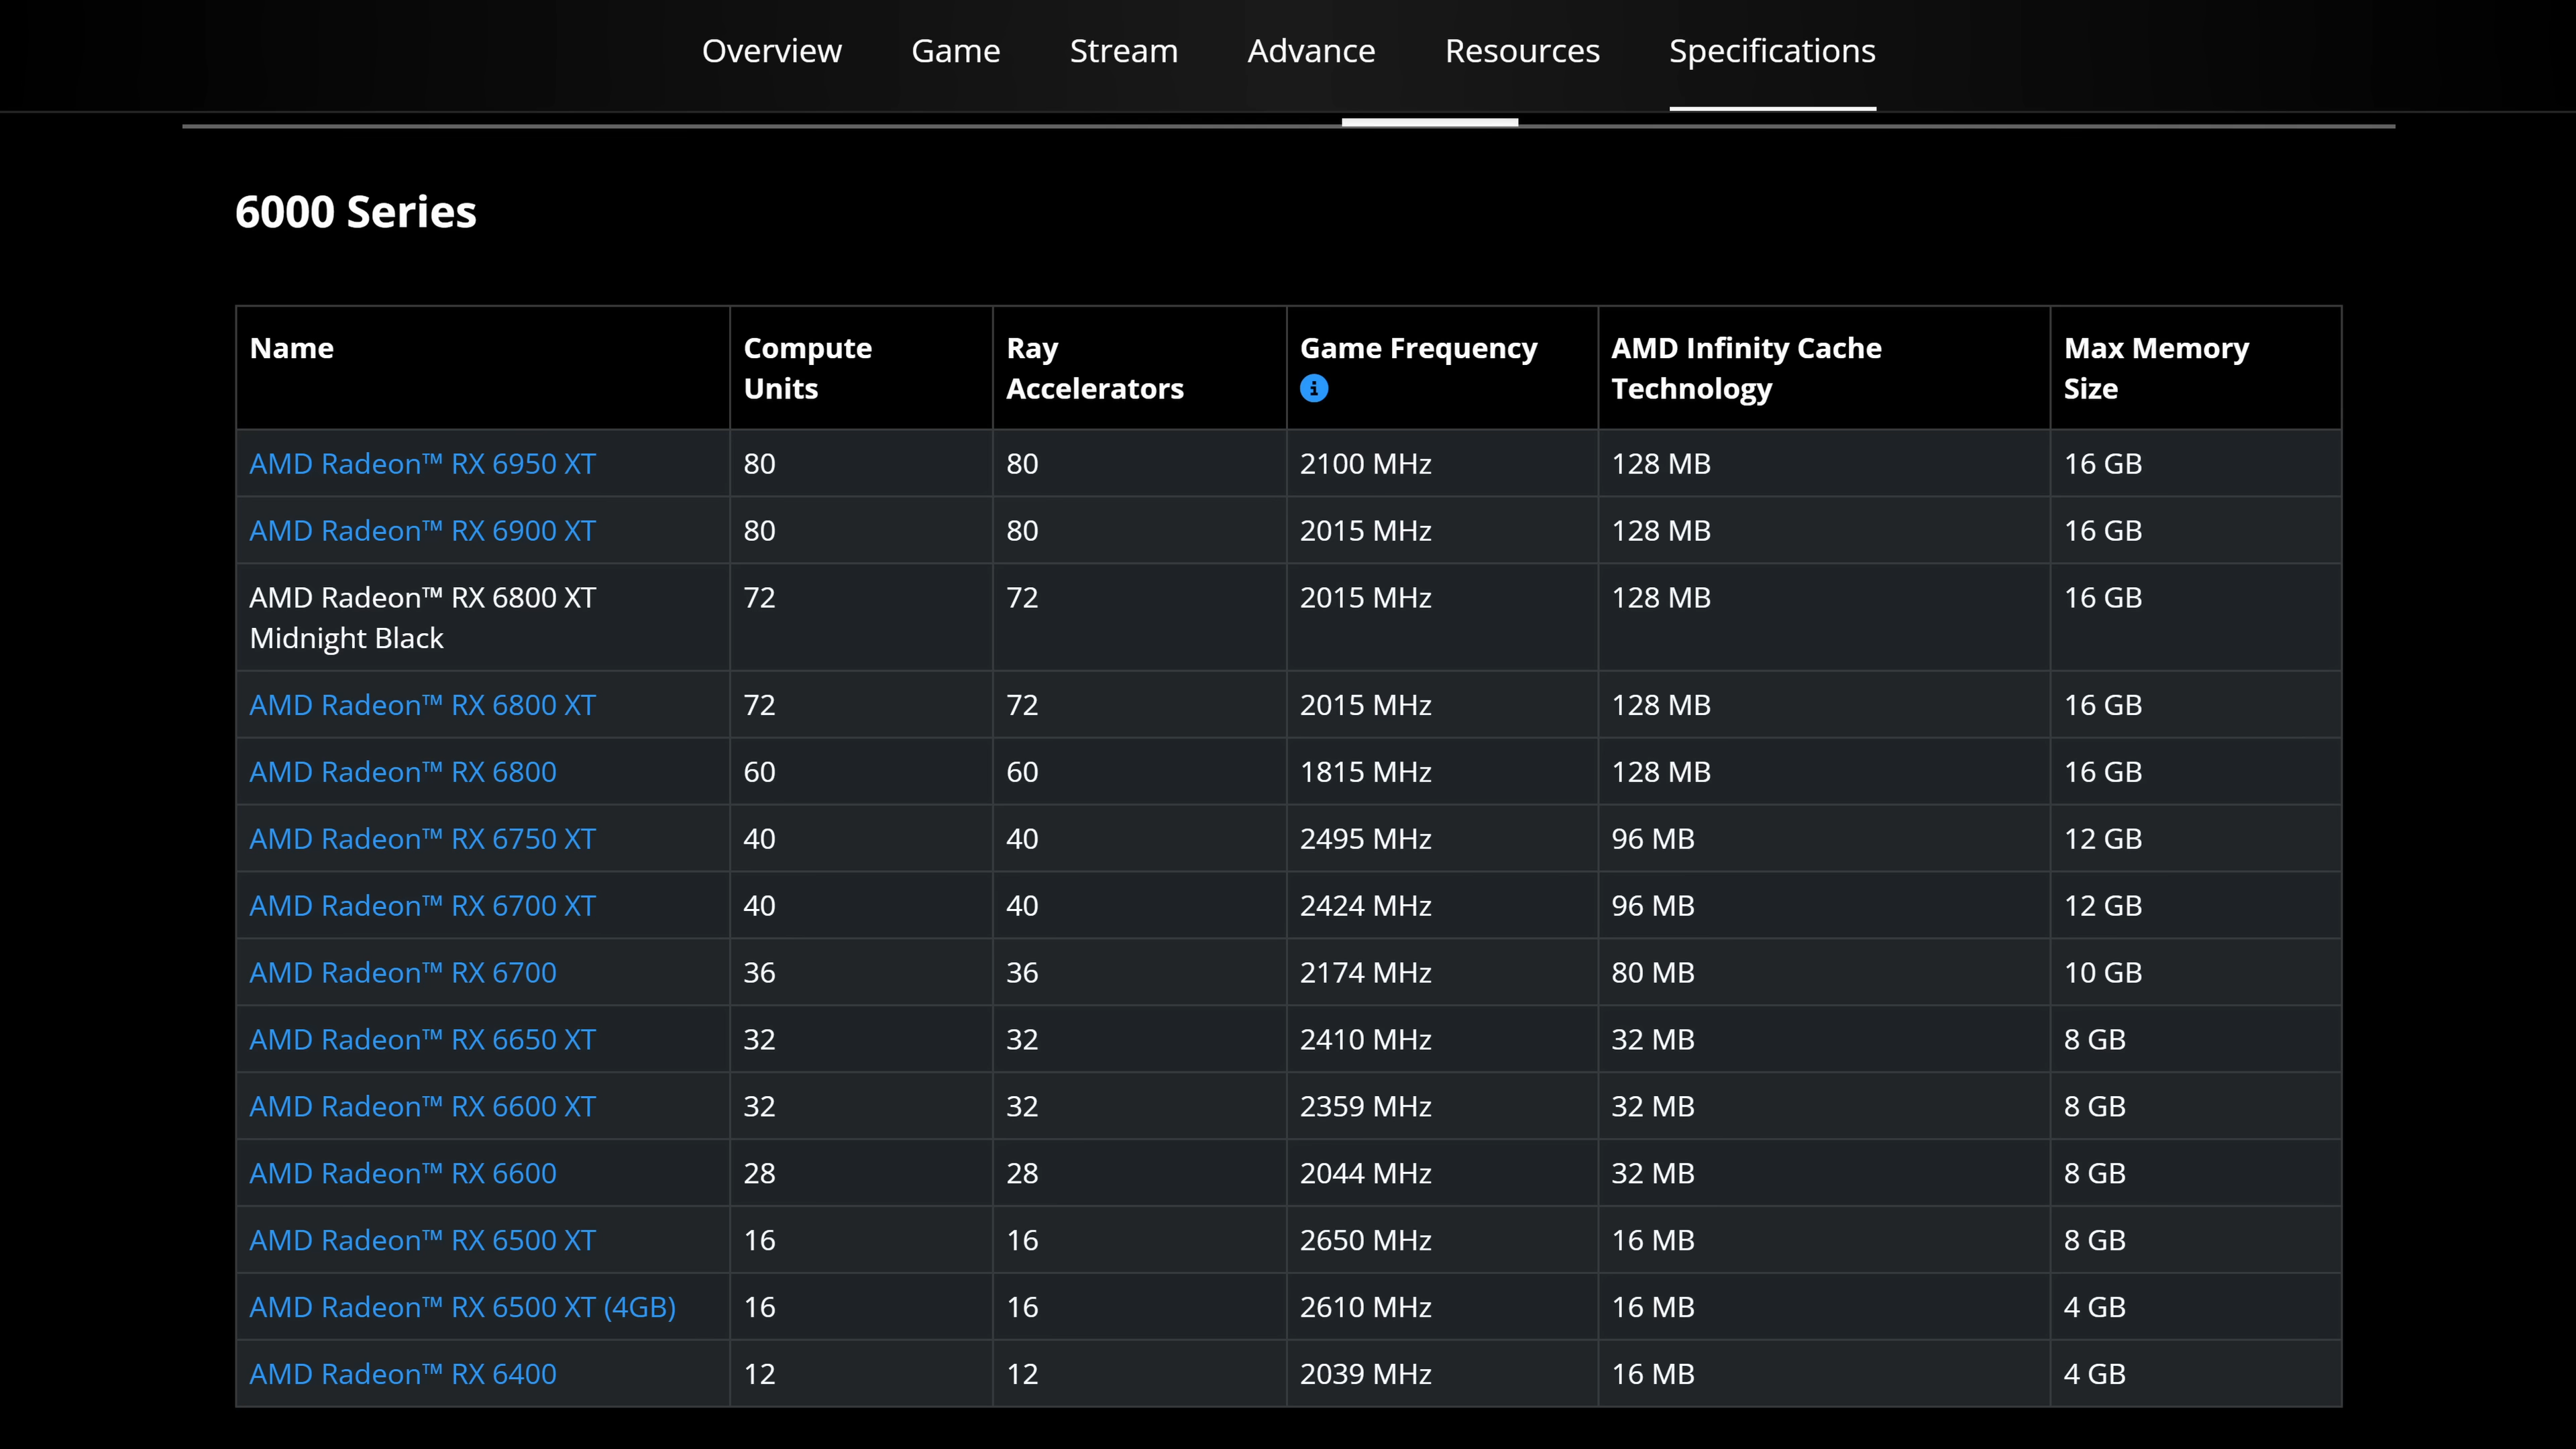 Overview Game Stream Advance Resources Specifications
6000 Series
Name Compute Units Ray Accelerators Game Frequency AMD Infinity Cache Technology Max Memory Size
AMD Radeon™ RX 6950 XT 80 80 2100 MHz 128 MB 16 GB
AMD Radeon™ RX 6900 XT 80 80 2015 MHz 128 MB 16 GB
AMD Radeon™ RX 6800 XT Midnight Black 72 72 2015 MHz 128 MB 16 GB
AMD Radeon™ RX 6800 XT 72 72 2015 MHz 128 MB 16 GB
AMD Radeon™ RX 6800 60 60 1815 MHz 128 MB 16 GB
AMD Radeon™ RX 6750 XT 40 40 2495 MHz 96 MB 12 GB
AMD Radeon™ RX 6700 XT 40 40 2424 MHz 96 MB 12 GB
AMD Radeon™ RX 6700 36 36 2174 MHz 80 MB 10 GB
AMD Radeon™ RX 6650 XT 32 32 2410 MHz 32 MB 8 GB
AMD Radeon™ RX 6600 XT 32 32 2359 MHz 32 MB 8 GB
AMD Radeon™ RX 6600 28 28 2044 MHz 32 MB 8 GB
AMD Radeon™ RX 6500 XT 16 16 2650 MHz 16 MB 8 GB
AMD Radeon™ RX 6500 XT (4GB) 16 16 2610 MHz 16 MB 4 GB
AMD Radeon™ RX 6400 12 12 2039 MHz 16 MB 4 GB